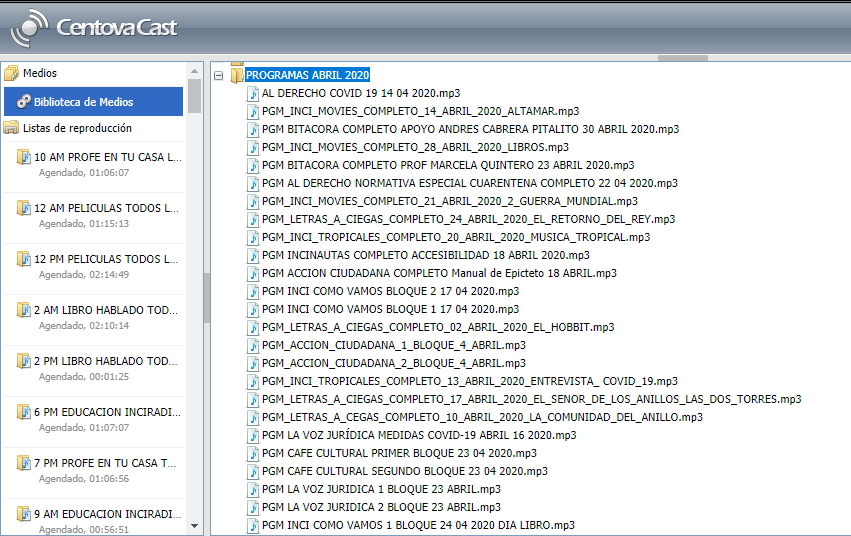 CentovaCast
Medios
Biblioteca de Medios
Listas de reproducción
10 AM PROFE EN TU CASA L...
Agendado, 01:06:07
12 AM PELICULAS TODOS L...
Agendado, 01:15:13
12 PM PELICULAS TODOS L...
Agendado, 02:14:49
2 AM LIBRO HABLADO TOD...
Agendado, 02:10:14
2 PM LIBRO HABLADO TOD...
Agendado, 00:01:25
6 PM EDUCACION INCIRADI...
Agendado, 01:07:07
7 PM PROFE EN TU CASA T...
Agendado, 01:06:56
9 AM EDUCACION INCIRADI...
Agendado, 00:56:51
PROGRAMAS ABRIL 2020
AL DERECHO COVID 19 14 04 2020.mp3
PGM_INCI_MOVIES_COMPLETO_14_ABRIL_2020_ALTAMAR.mp3
PGM BITACORA COMPLETO APOYO ANDRES CABRERA PITALITO 30 ABRIL 2020.mp3
PGM_INCI_MOVIES_COMPLETO_28_ABRIL_2020_LIBROS.mp3
PGM BITACORA COMPLETO PROF MARCELA QUINTERO 23 ABRIL 2020.mp3
PGM AL DERECHO NORMATIVA ESPECIAL CUARENTENA COMPLETO 22 04 2020.mp3
PGM_INCI_MOVIES_COMPLETO_21_ABRIL_2020_2_GUERRA_MUNDIAL.mp3
PGM_LETRAS_A_CIEGAS_COMPLETO_24_ABRIL_2020_EL_RETORNO_DEL_REY.mp3
PGM_INCI_TROPICALES_COMPLETO_20_ABRIL_2020_MUSICA_TROPICAL.mp3
PGM INCINAUTAS COMPLETO ACCESIBILIDAD 18 ABRIL 2020.mp3
PGM ACCION CIUDADANA COMPLETO Manual de Epicteto 18 ABRIL.mp3
PGM INCI COMO VAMOS BLOQUE 2 17 04 2020.mp3
PGM INCI COMO VAMOS BLOQUE 1 17 04 2020.mp3
PGM_LETRAS_A_CIEGAS_COMPLETO_02_ABRIL_2020_EL_HOBBIT.mp3
PGM_ACCION_CIUDADANA_1_BLOQUE_4_ABRIL.mp3
PGM_ACCION_CIUDADANA_2_BLOQUE_4_ABRIL.mp3
PGM_INCI_TROPICALES_COMPLETO_13_ABRIL_2020_ENTREVISTA_ COVID_19.mp3
PGM_LETRAS_A_CIEGAS_COMPLETO_17_ABRIL_2020_EL_SENOR_DE_LOS_ANILLOS_LAS_DOS_TORRES.mp3
PGM_LETRAS_A_CEGAS_COMPLETO_10_ABRIL_2020_LA_COMUNIDAD_DEL_ANILLO.mp3
PGM LA VOZ JURÍDICA MEDIDAS COVID-19 ABRIL 16 2020.mp3
PGM CAFE CULTURAL PRIMER BLOQUE 23 04 2020.mp3
PGM CAFE CULTURAL SEGUNDO BLOQUE 23 04 2020.mp3
PGM LA VOZ JURIDICA 1 BLOQUE 23 ABRIL.mp3
PGM LA VOZ JURIDICA 2 BLOQUE 23 ABRIL.mp3
PGM INCI COMO VAMOS 1 BLOQUE 24 04 2020 DIA LIBRO.mp3